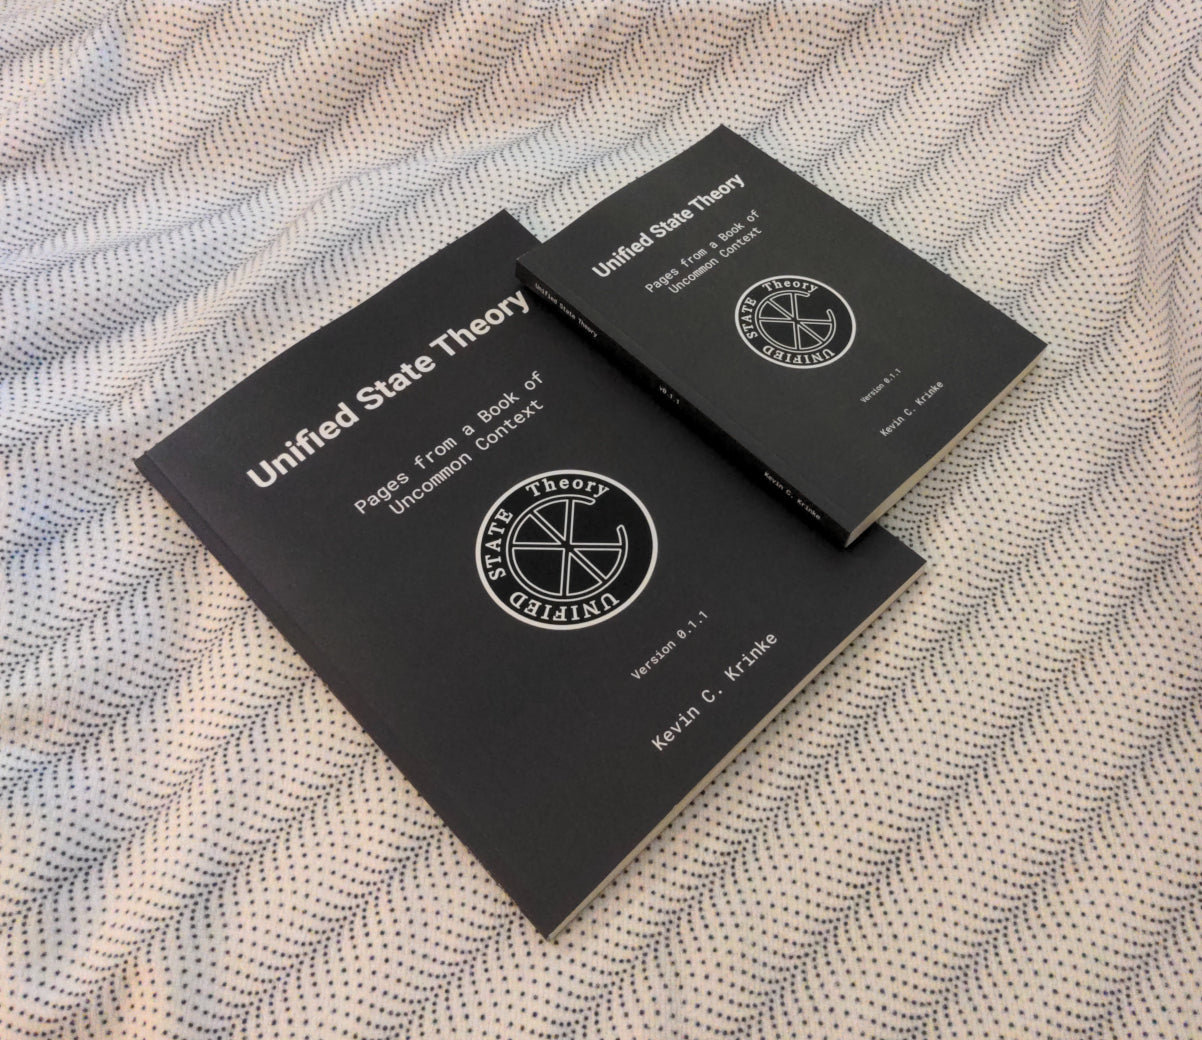 Unified State Theory
Pages from a Book of
Uncommon Context
UNIFIED STATE Theory
Version 0.1.1
Kevin C. Krinke
Unified State Theory
Pages from a Book of
Uncommon Context
UNIFIED STATE Theory
Version 0.1.1
Kevin C. Krinke
Unified State Theory
v0.1.1
Kevin C. Krinke